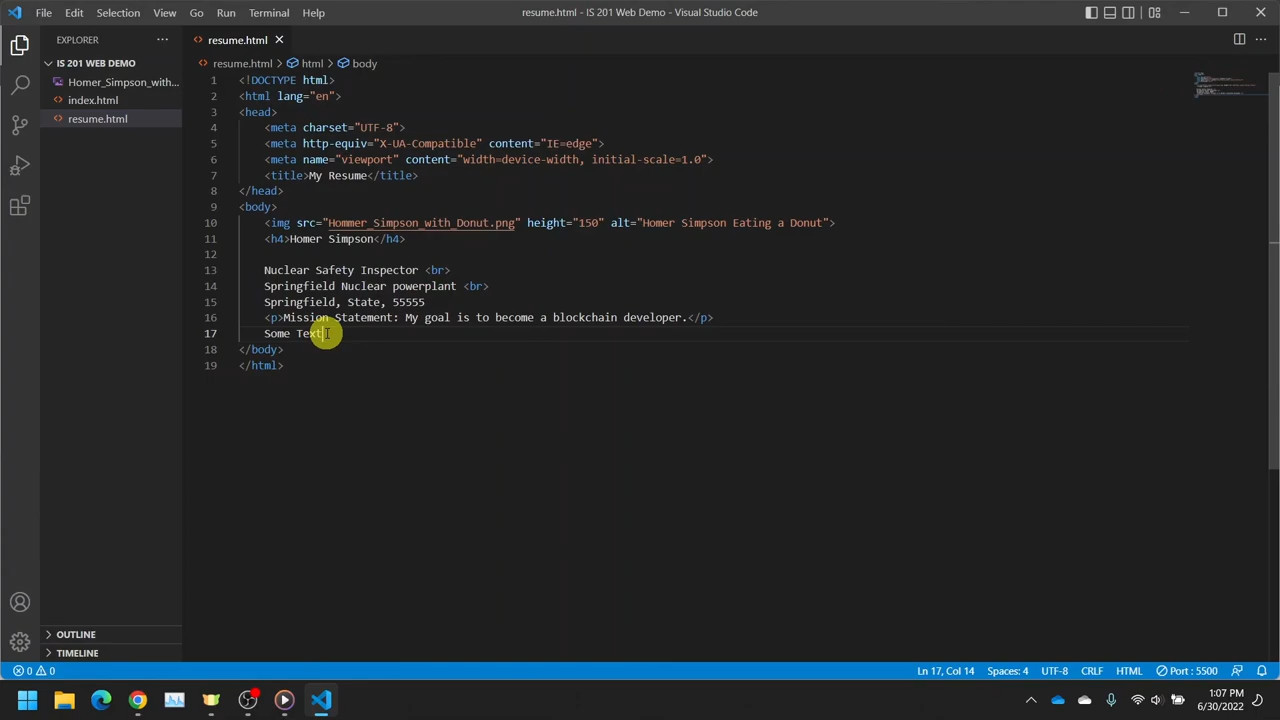 File Edit Selection View Go Run Terminal Help
resume.html - IS 201 Web Demo - Visual Studio Code
EXPLORER
IS 201 WEB DEMO
Homer_Simpson_with...
index.html
resume.html
resume.html
resume.html > html > body
1 <!DOCTYPE html>
2 <html lang="en">
3 <head>
4 <meta charset="UTF-8">
5 <meta http-equiv="X-UA-Compatible" content="IE=edge">
6 <meta name="viewport" content="width=device-width, initial-scale=1.0">
7 <title>My Resume</title>
8 </head>
9 <body>
10 <img src="Hommer_Simpson_with_Donut.png" height="150" alt="Homer Simpson Eating a Donut">
11 <h4>Homer Simpson</h4>
12
13 Nuclear Safety Inspector <br>
14 Springfield Nuclear powerplant <br>
15 Springfield, State, 55555
16 <p>Mission Statement: My goal is to become a blockchain developer.</p>
17 Some Text
18 </body>
19 </html>
OUTLINE
TIMELINE
0 0
Ln 17, Col 14 Spaces: 4 UTF-8 CRLF HTML Port : 5500
1:07 PM
6/30/2022